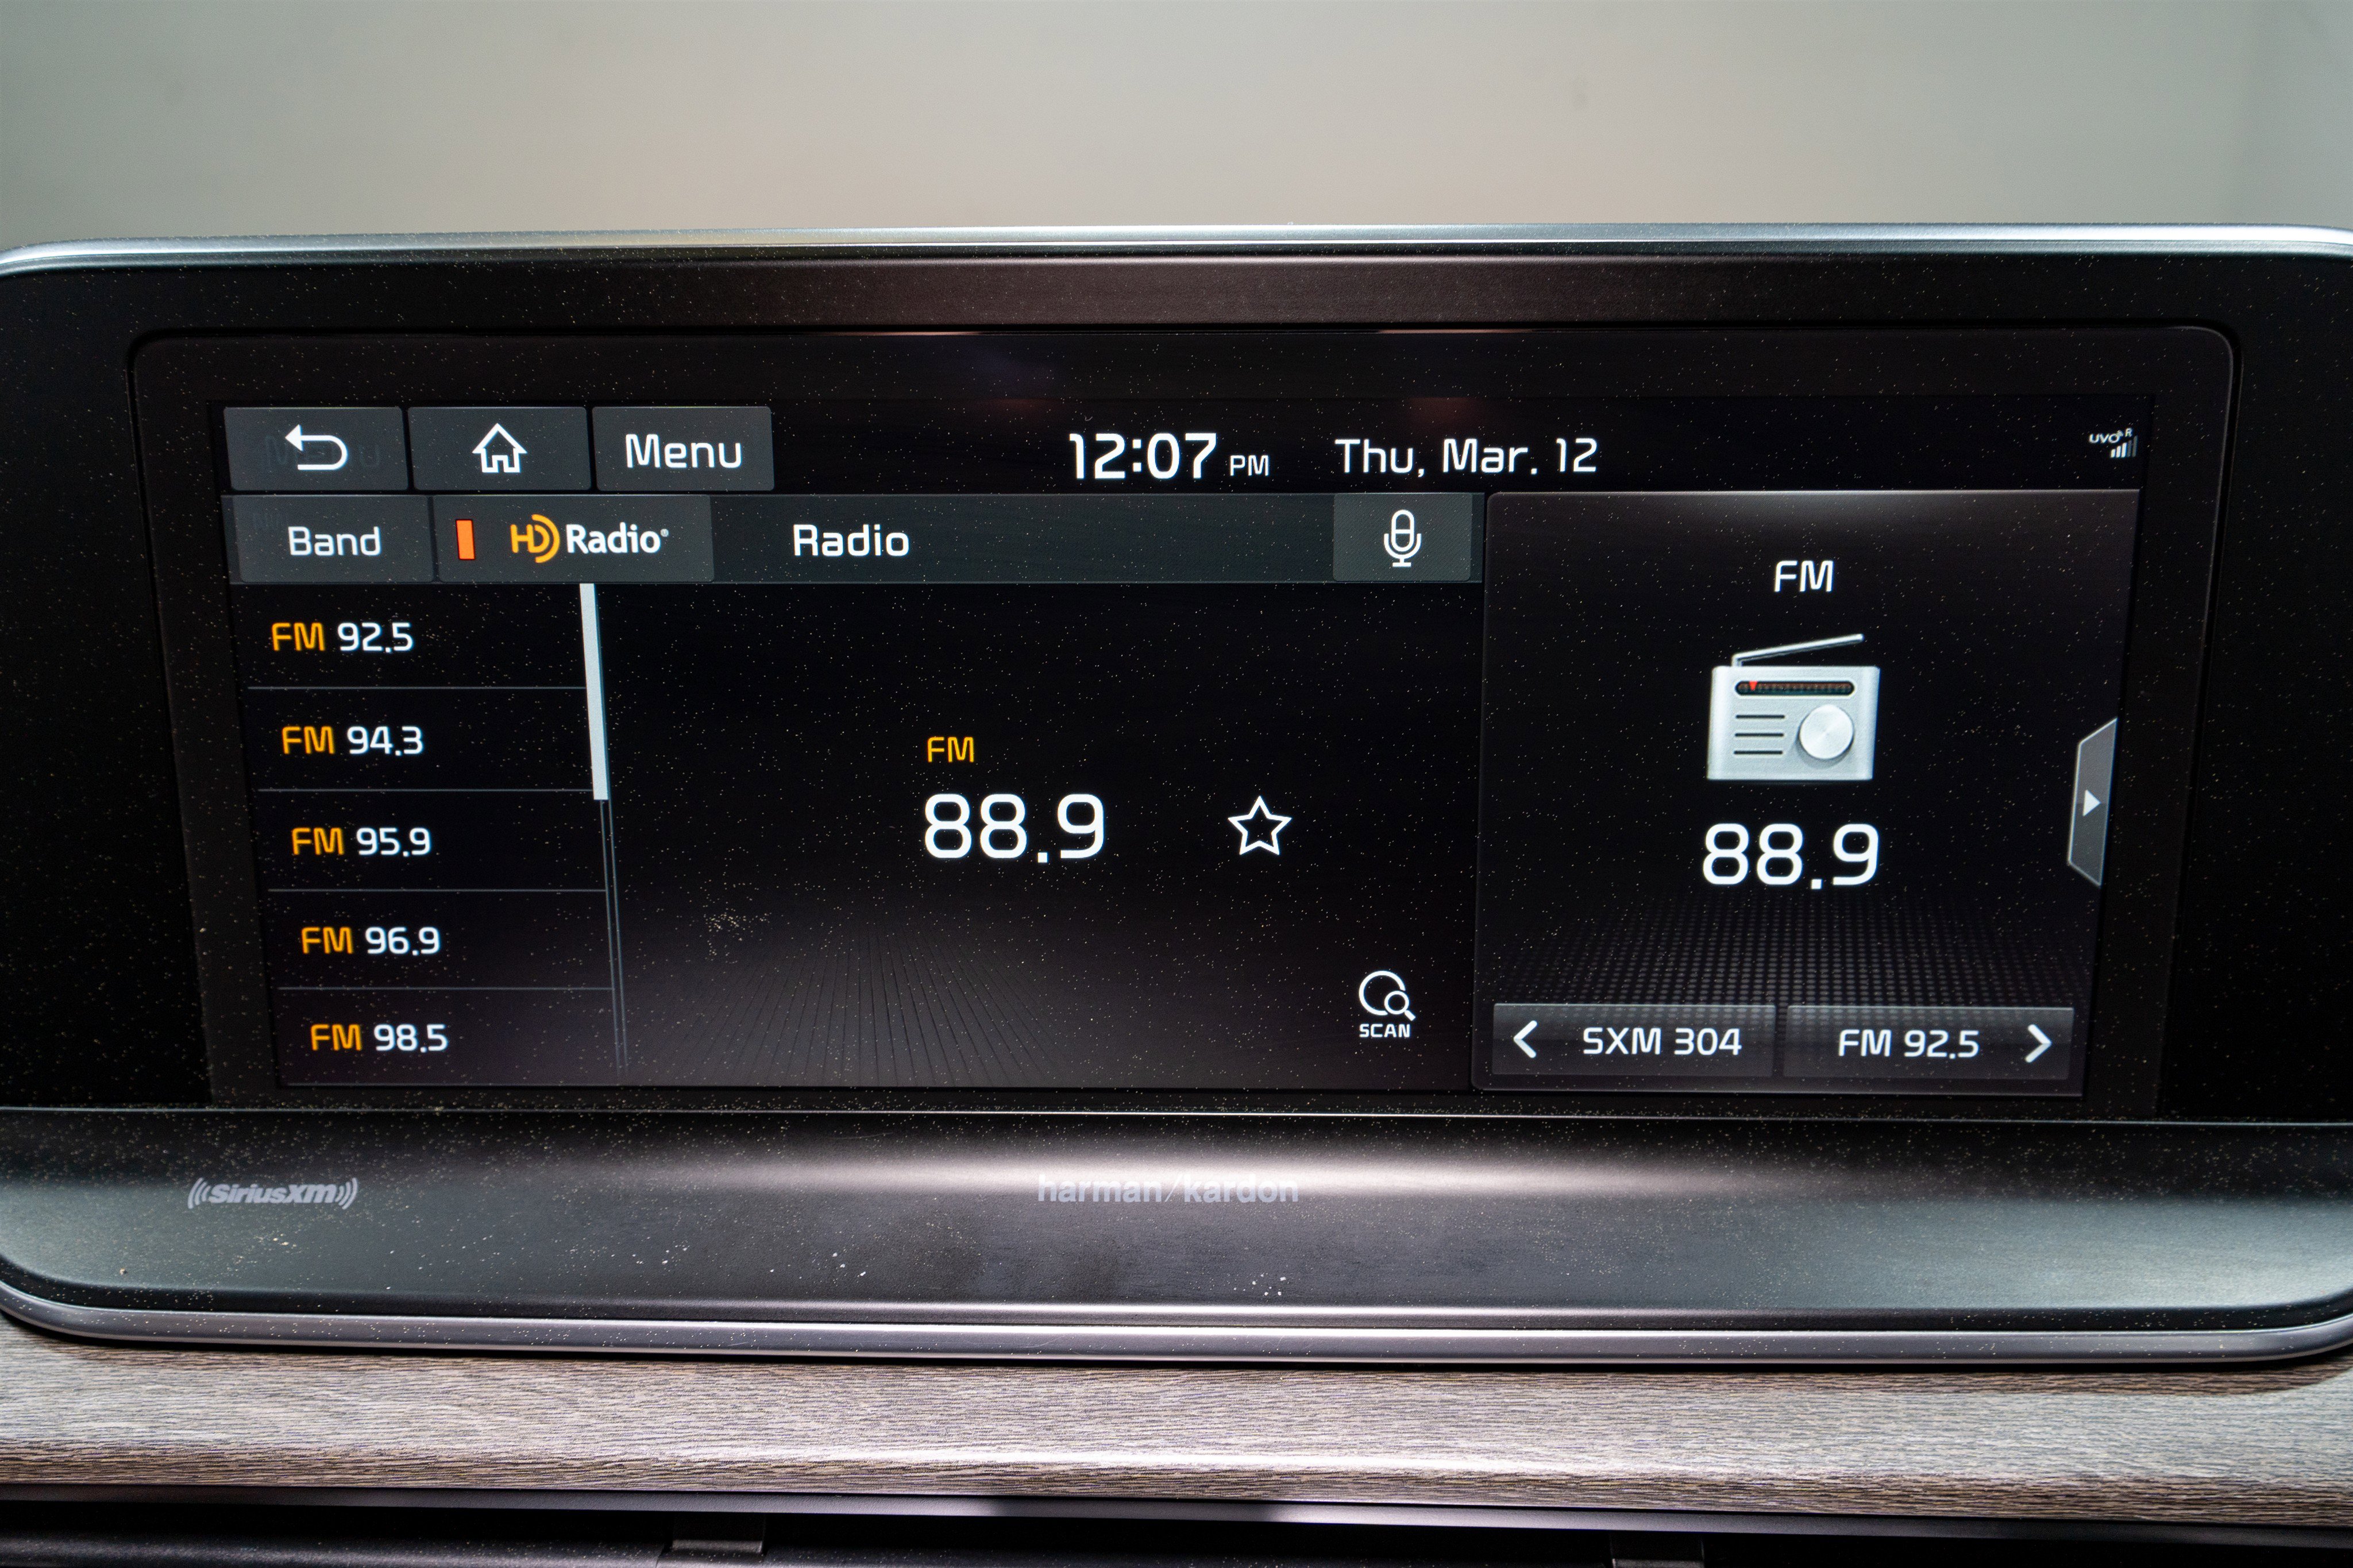 Menu
12:07 PM
Thu, Mar. 12
UVO R
Band
HD Radio®
Radio
FM 92.5
FM 94.3
FM 95.9
FM 96.9
FM 98.5
FM
88.9
SCAN
FM
88.9
SXM 304
FM 92.5
((SiriusXM))
harman/kardon